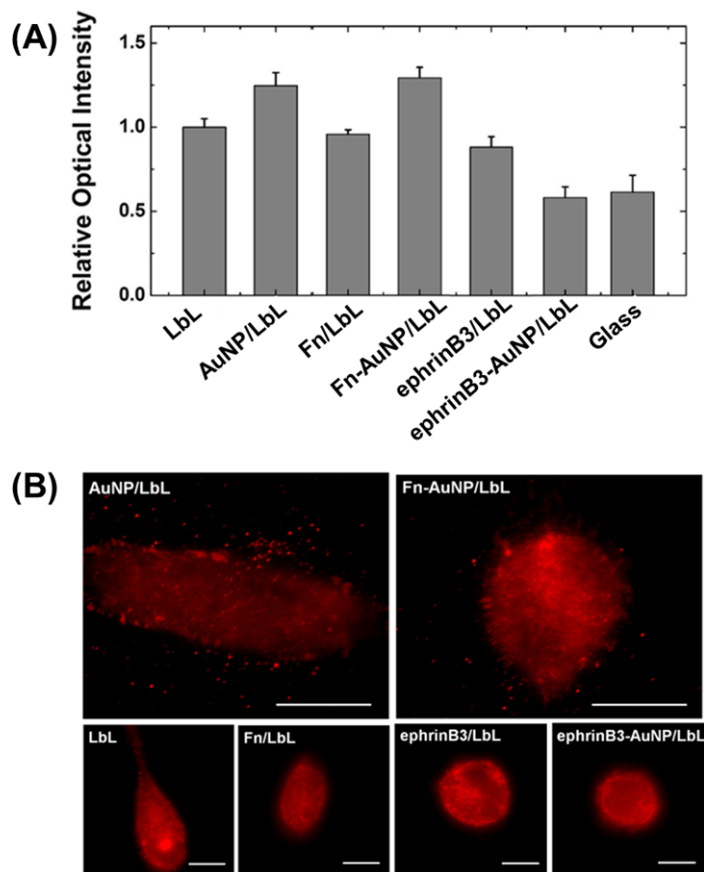 (A)
Relative Optical Intensity
1.5
1.0
0.5
0.0
LbL
AuNP/LbL
Fn/LbL
Fn-AuNP/LbL
ephrinB3/LbL
ephrinB3-AuNP/LbL
Glass
(B)
AuNP/LbL
Fn-AuNP/LbL
LbL
Fn/LbL
ephrinB3/LbL
ephrinB3-AuNP/LbL